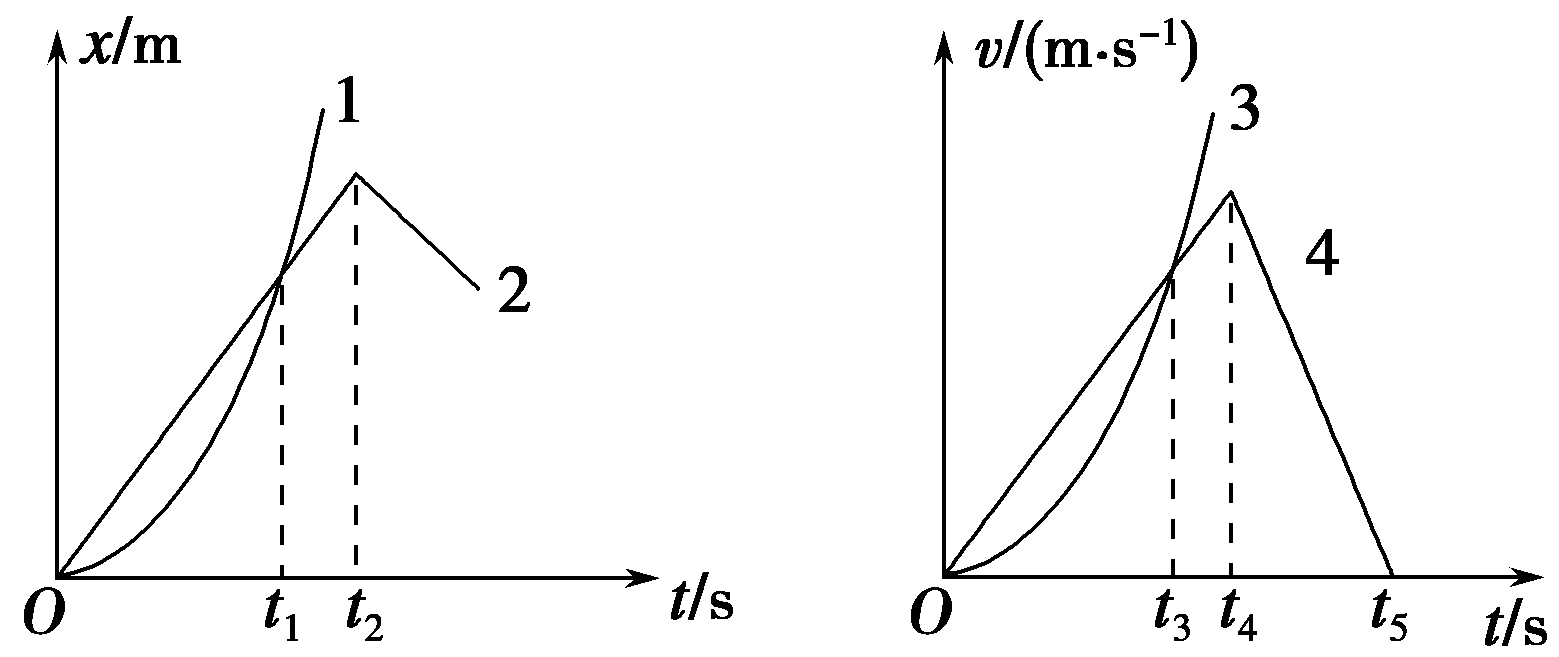 x/m
1
2
O
t₁
t₂
t/s
v/(m·s⁻¹)
3
4
O
t₃
t₄
t₅
t/s